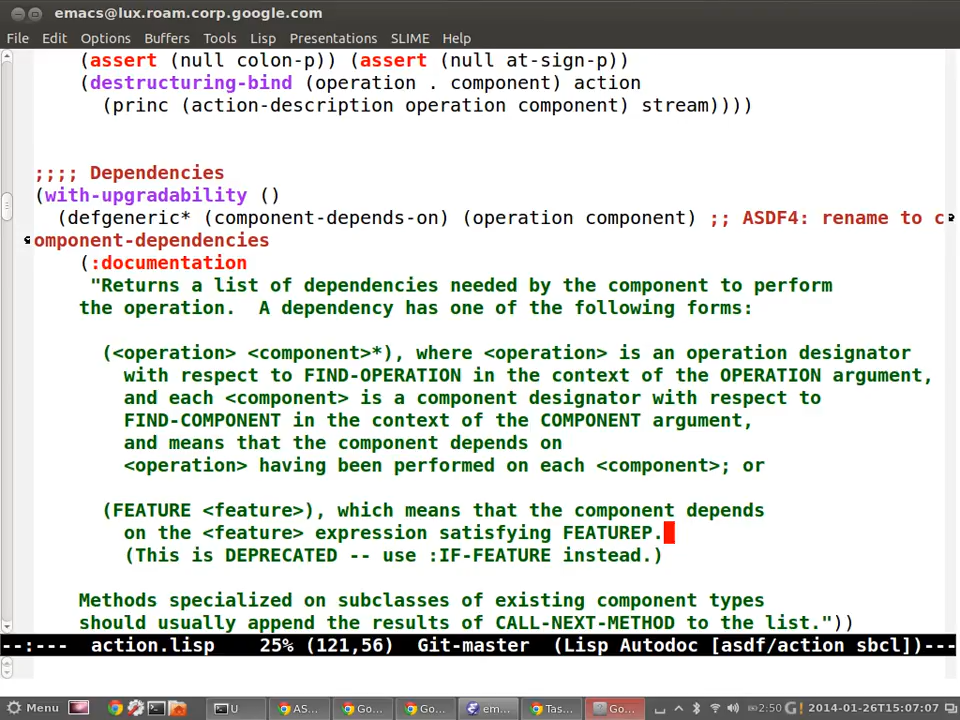 emacs@lux.roam.corp.google.com
File Edit Options Buffers Tools Lisp Presentations SLIME Help
(assert (null colon-p)) (assert (null at-sign-p))
(destructuring-bind (operation . component) action
(princ (action-description operation component) stream))))
;;;; Dependencies
(with-upgradability ()
(defgeneric* (component-depends-on) (operation component) ;; ASDF4: rename to c
omponent-dependencies
(:documentation
"Returns a list of dependencies needed by the component to perform
the operation.  A dependency has one of the following forms:
(<operation> <component>*), where <operation> is an operation designator
with respect to FIND-OPERATION in the context of the OPERATION argument,
and each <component> is a component designator with respect to
FIND-COMPONENT in the context of the COMPONENT argument,
and means that the component depends on
<operation> having been performed on each <component>; or
(FEATURE <feature>), which means that the component depends
on the <feature> expression satisfying FEATUREP.
(This is DEPRECATED -- use :IF-FEATURE instead.)
Methods specialized on subclasses of existing component types
should usually append the results of CALL-NEXT-METHOD to the list."))
--:--- action.lisp 25% (121,56) Git-master (Lisp Autodoc [asdf/action sbcl])---
Menu U AS... Go... Go... em... Tas... Go... 2:50 2014-01-26T15:07:07